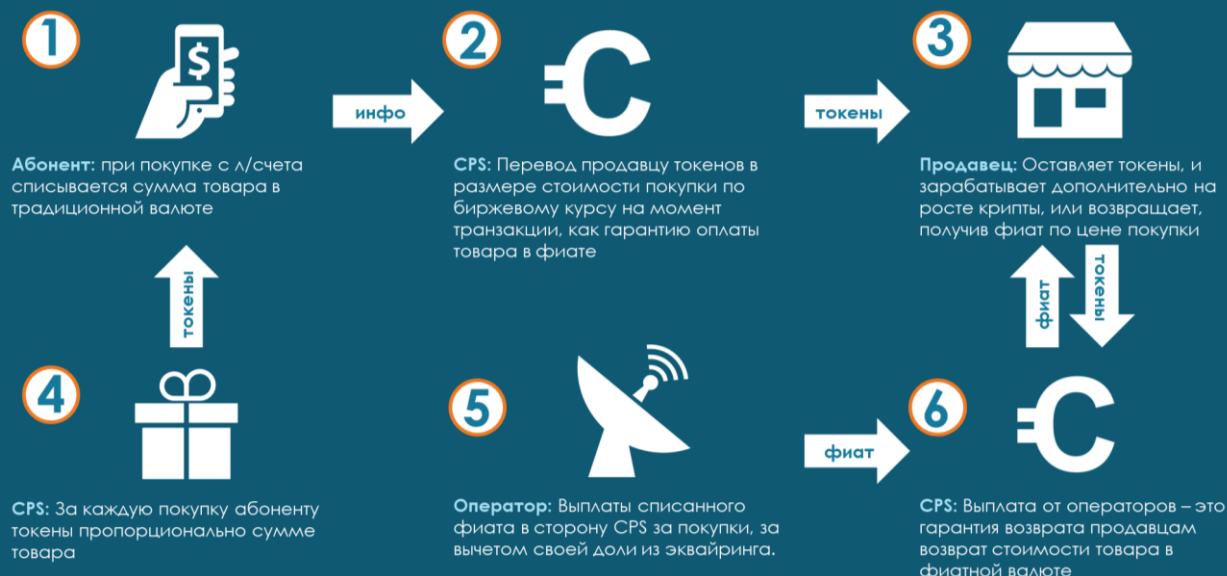 1
2
3
$
инфо
токены
Абонент: при покупке с л/счета
списывается сумма товара в
традиционной валюте
CPS: Перевод продавцу токенов в
размере стоимости покупки по
биржевому курсу на момент
транзакции, как гарантию оплаты
товара в фиате
Продавец: Оставляет токены, и
зарабатывает дополнительно на
росте крипты, или возвращает,
получив фиат по цене покупки
токены
фиат
токены
4
5
6
фиат
CPS: За каждую покупку абоненту
токены пропорционально сумме
товара
Оператор: Выплаты списанного
фиата в сторону CPS за покупки, за
вычетом своей доли из эквайринга.
CPS: Выплата от операторов – это
гарантия возврата продавцам
возврат стоимости товара в
фиатной валюте